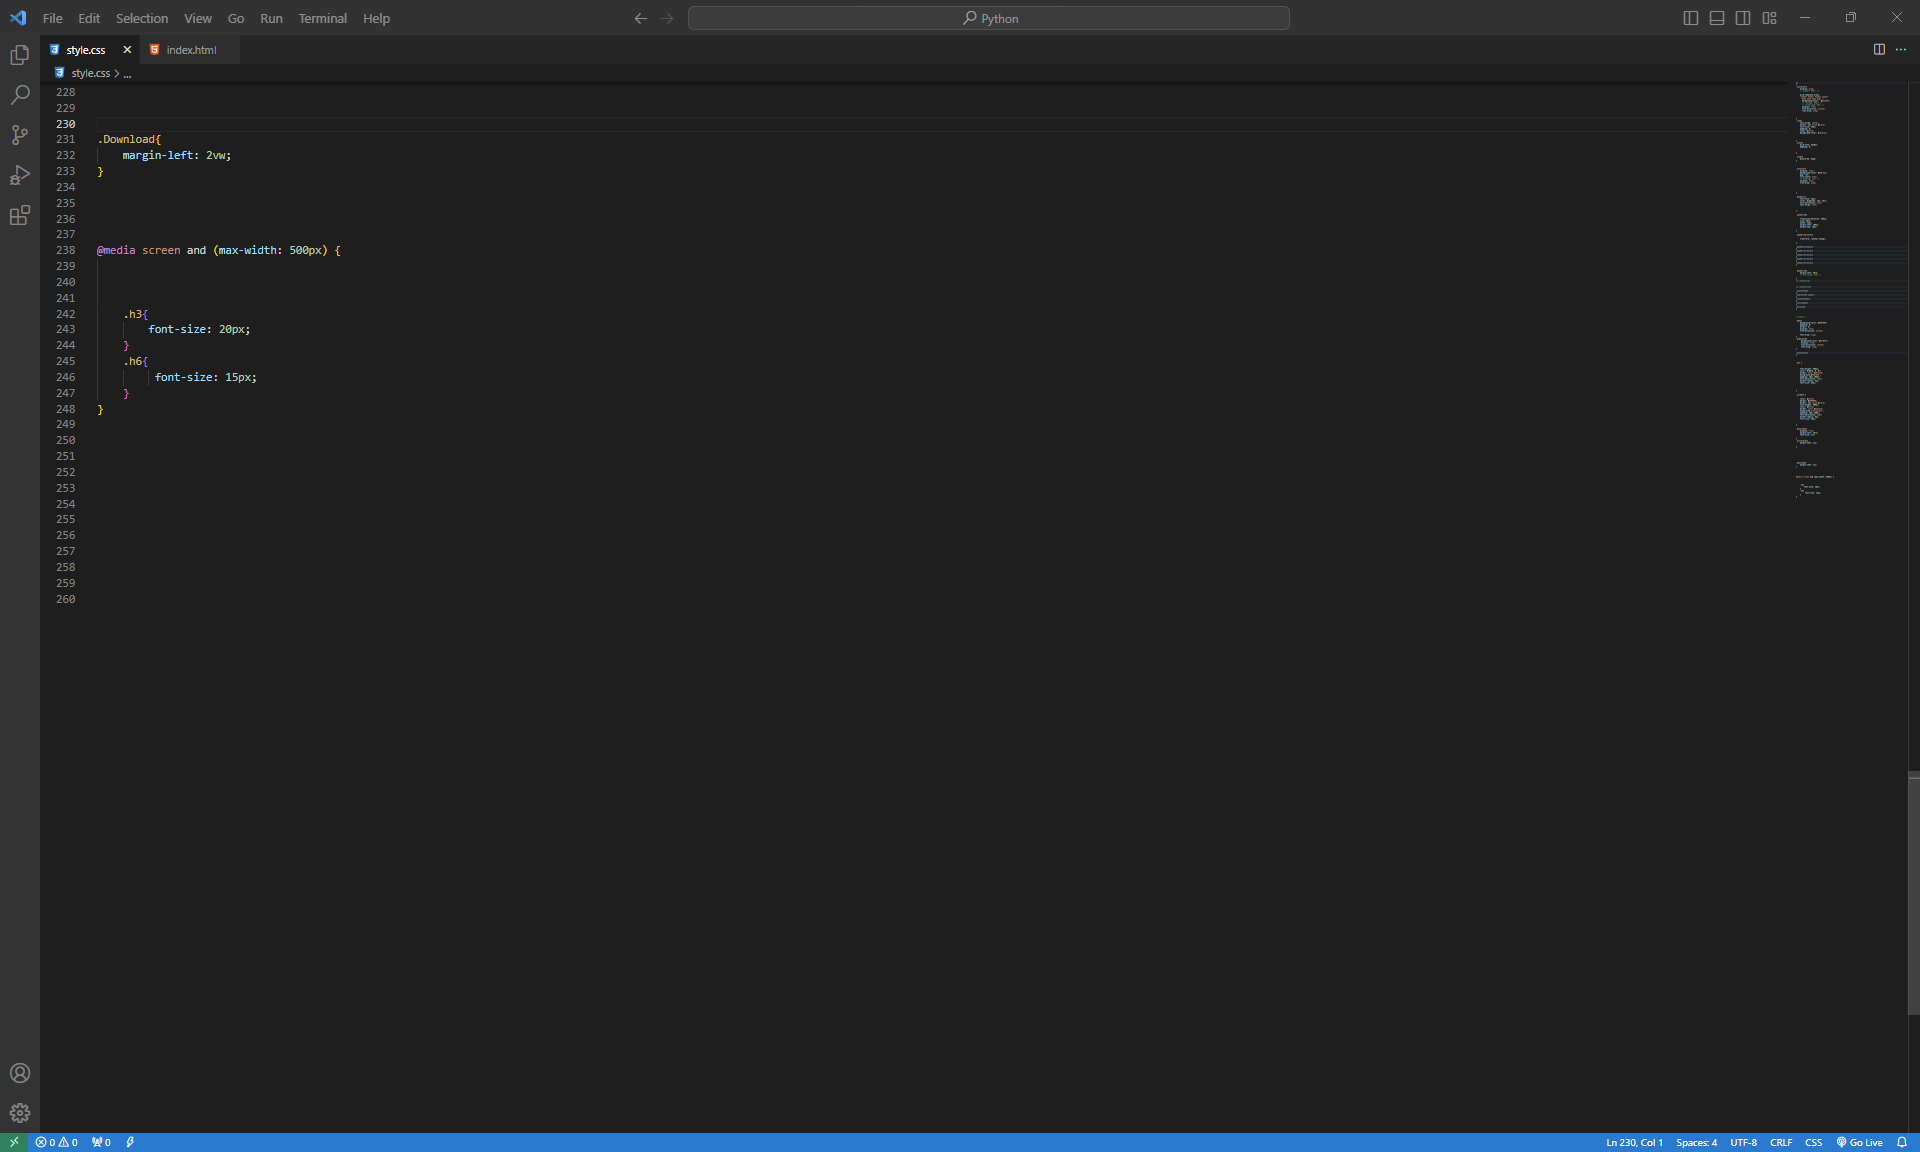 File Edit Selection View Go Run Terminal Help
Python
style.css
index.html
style.css > ...
228
229
230
231 .Download{
232     margin-left: 2vw;
233 }
234
235
236
237
238 @media screen and (max-width: 500px) {
239
240
241
242     .h3{
243         font-size: 20px;
244     }
245     .h6{
246          font-size: 15px;
247     }
248 }
249
250
251
252
253
254
255
256
257
258
259
260
0 0 0
Ln 230, Col 1 Spaces: 4 UTF-8 CRLF CSS Go Live